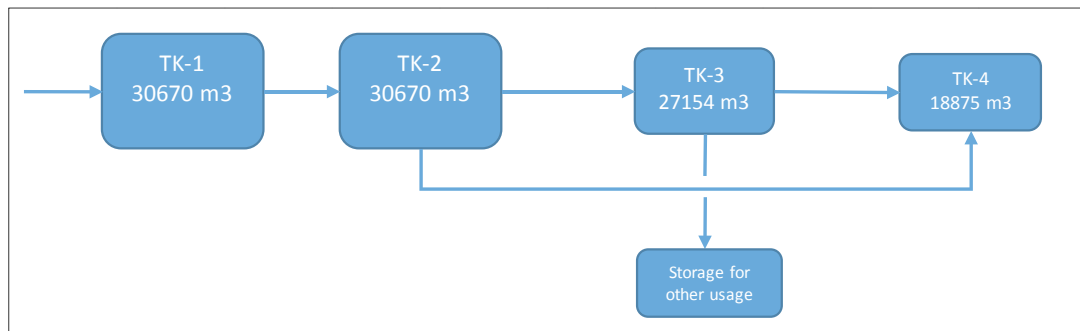 TK-1
30670 m3
TK-2
30670 m3
TK-3
27154 m3
TK-4
18875 m3
Storage for
other usage